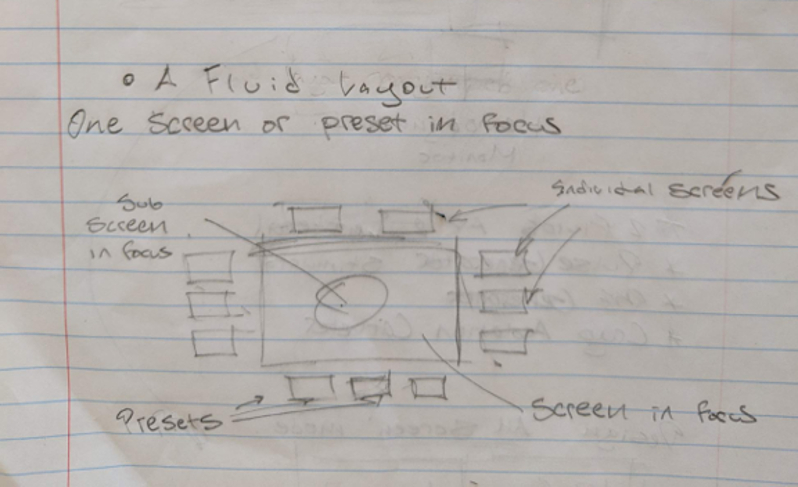 • A Fluid Layout
One Screen or preset in focus
Individual Screens
Sub
Screen
in focus
Presets
Screen in focus